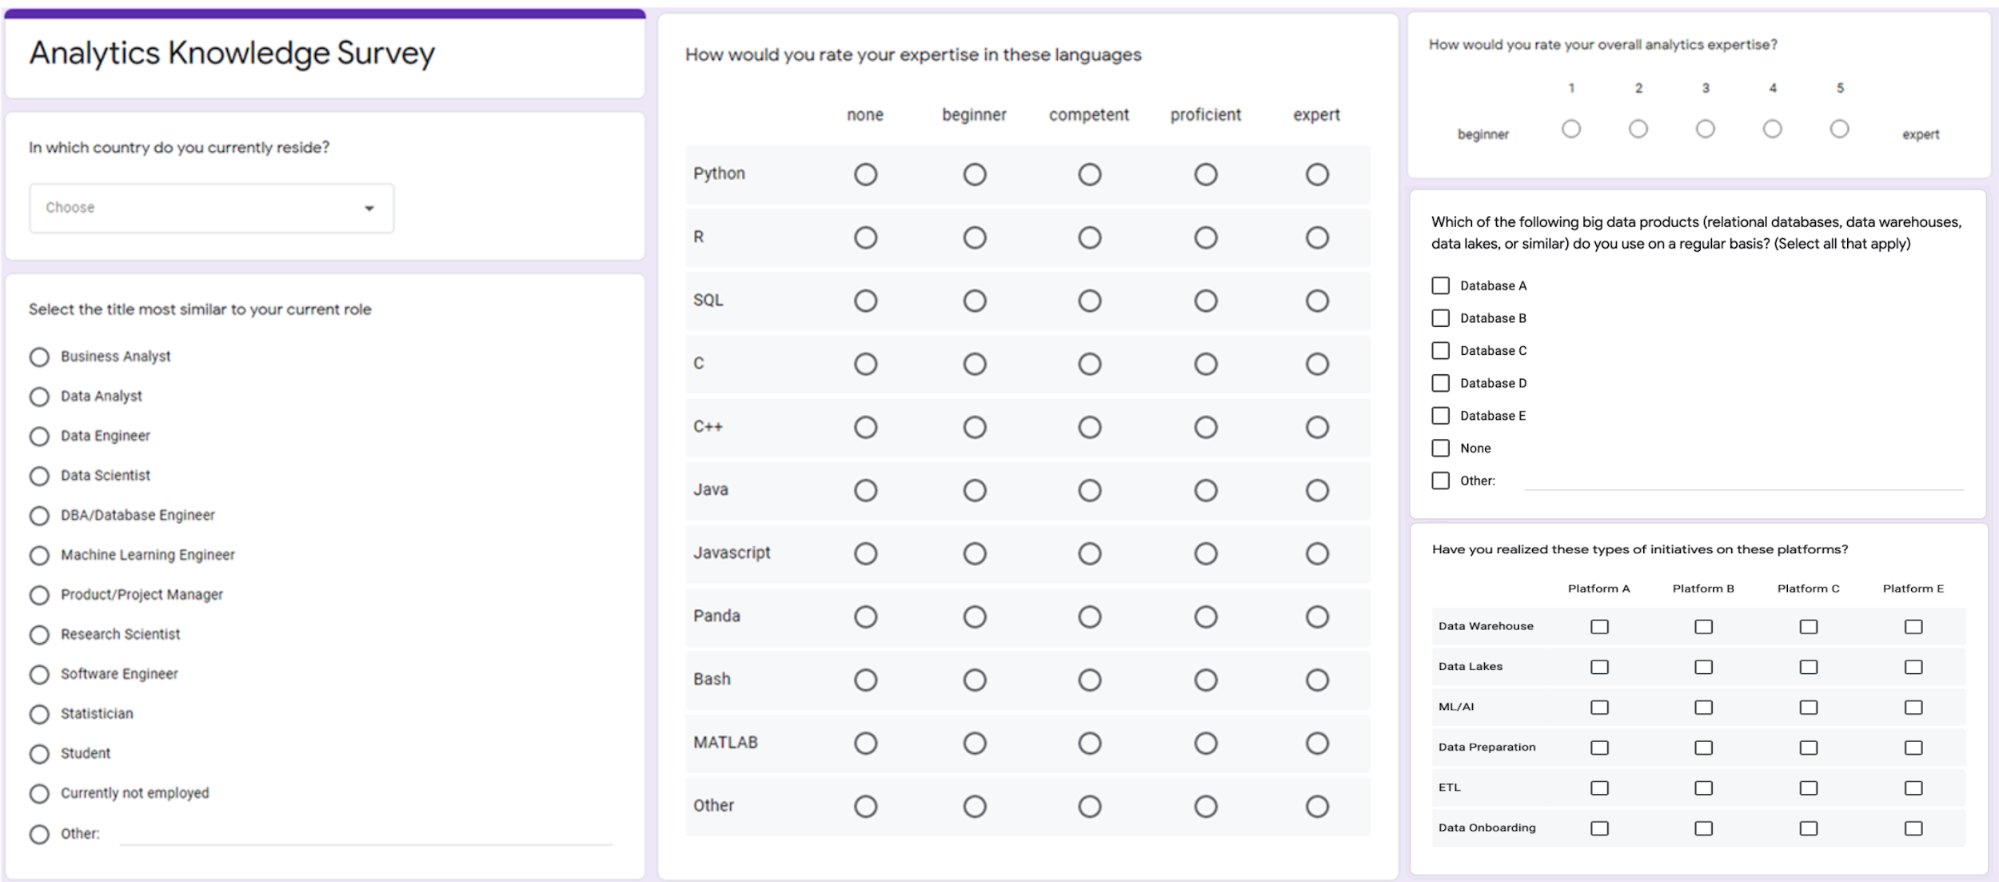 Analytics Knowledge Survey
In which country do you currently reside?
Choose
Select the title most similar to your current role
Business Analyst
Data Analyst
Data Engineer
Data Scientist
DBA/Database Engineer
Machine Learning Engineer
Product/Project Manager
Research Scientist
Software Engineer
Statistician
Student
Currently not employed
Other:
How would you rate your expertise in these languages
none beginner competent proficient expert
Python
R
SQL
C
C++
Java
Javascript
Panda
Bash
MATLAB
Other
How would you rate your overall analytics expertise?
1 2 3 4 5
beginner expert
Which of the following big data products (relational databases, data warehouses,
data lakes, or similar) do you use on a regular basis? (Select all that apply)
Database A
Database B
Database C
Database D
Database E
None
Other:
Have you realized these types of initiatives on these platforms?
Platform A Platform B Platform C Platform E
Data Warehouse
Data Lakes
ML/AI
Data Preparation
ETL
Data Onboarding